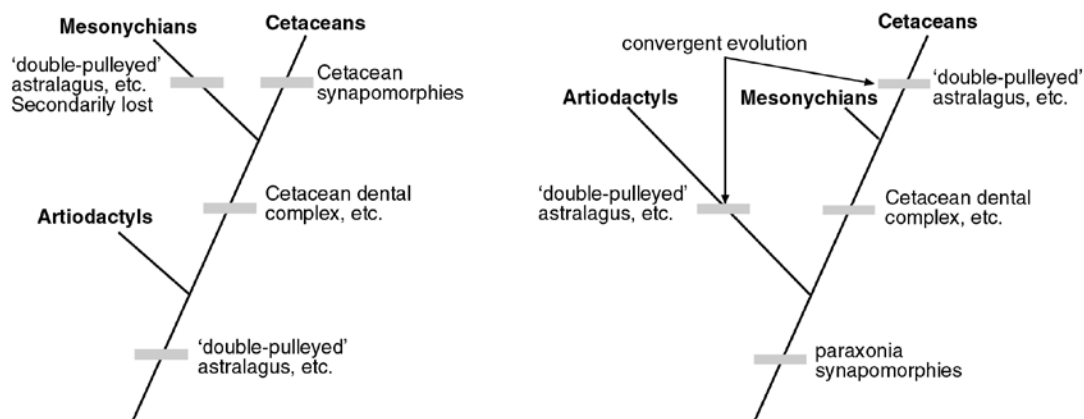 Mesonychians
Cetaceans
'double-pulleyed'
astralagus, etc.
Secondarily lost
Cetacean
synapomorphies
Cetacean dental
complex, etc.
Artiodactyls
'double-pulleyed'
astralagus, etc.
Cetaceans
convergent evolution
'double-pulleyed'
astralagus, etc.
Artiodactyls
Mesonychians
'double-pulleyed'
astralagus, etc.
Cetacean dental
complex, etc.
paraxonia
synapomorphies